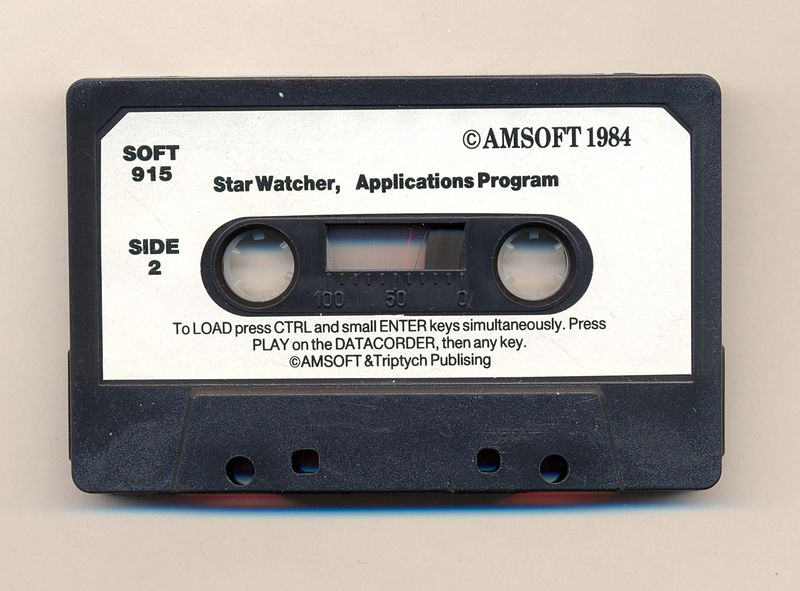 ©AMSOFT 1984
SOFT
915
Star Watcher, Applications Program
SIDE
2
100 50 0
To LOAD press CTRL and small ENTER keys simultaneously. Press
PLAY on the DATACORDER, then any key.
©AMSOFT &Triptych Publising